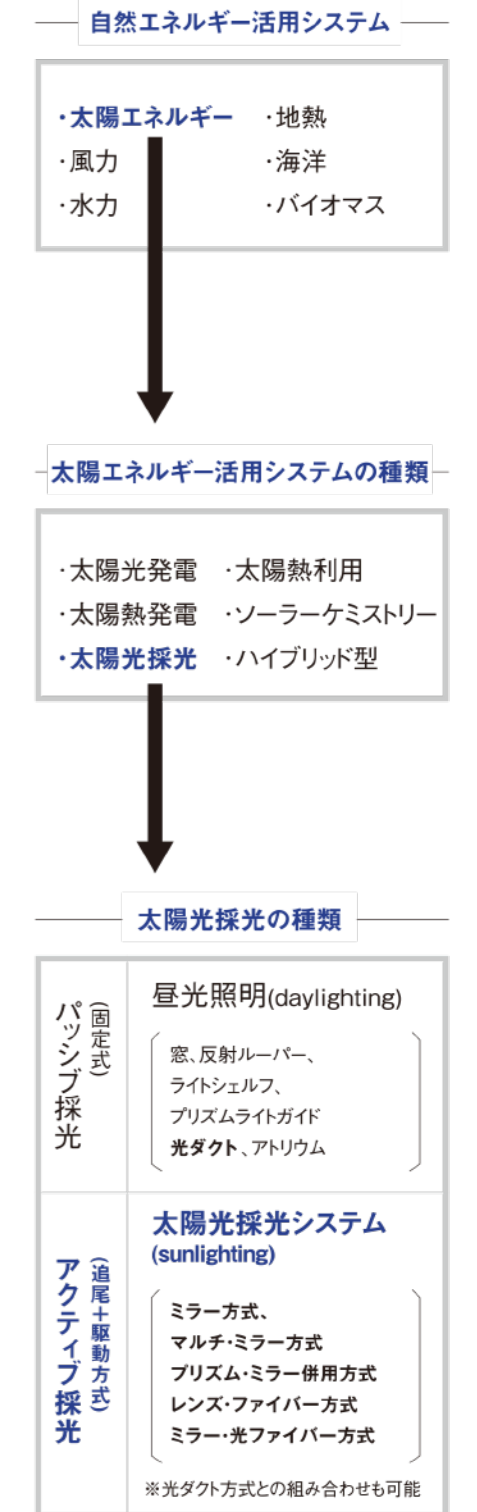 自然エネルギー活用システム
・太陽エネルギー ・地熱
・風力 ・海洋
・水力 ・バイオマス
太陽エネルギー活用システムの種類
・太陽光発電 ・太陽熱利用
・太陽熱発電 ・ソーラーケミストリー
・太陽光採光 ・ハイブリッド型
太陽光採光の種類
パッシブ採光
(固定式)
昼光照明(daylighting)
窓、反射ルーバー、
ライトシェルフ、
プリズムライトガイド
光ダクト、アトリウム
アクティブ採光
(追尾＋駆動方式)
太陽光採光システム
(sunlighting)
ミラー方式、
マルチ・ミラー方式
プリズム・ミラー併用方式
レンズ・ファイバー方式
ミラー・光ファイバー方式
※光ダクト方式との組み合わせも可能